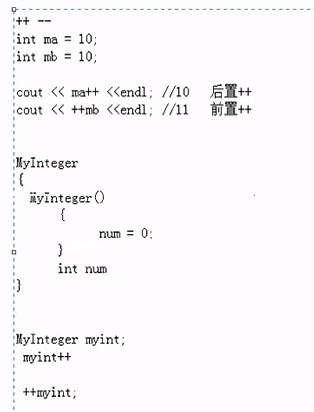 ++ --
int ma = 10;
int mb = 10;
cout << ma++ <<endl; //10 后置++
cout << ++mb <<endl; //11 前置++
MyInteger
{
myInteger()
{
num = 0;
}
int num
}
MyInteger myint;
myint++
++myint;